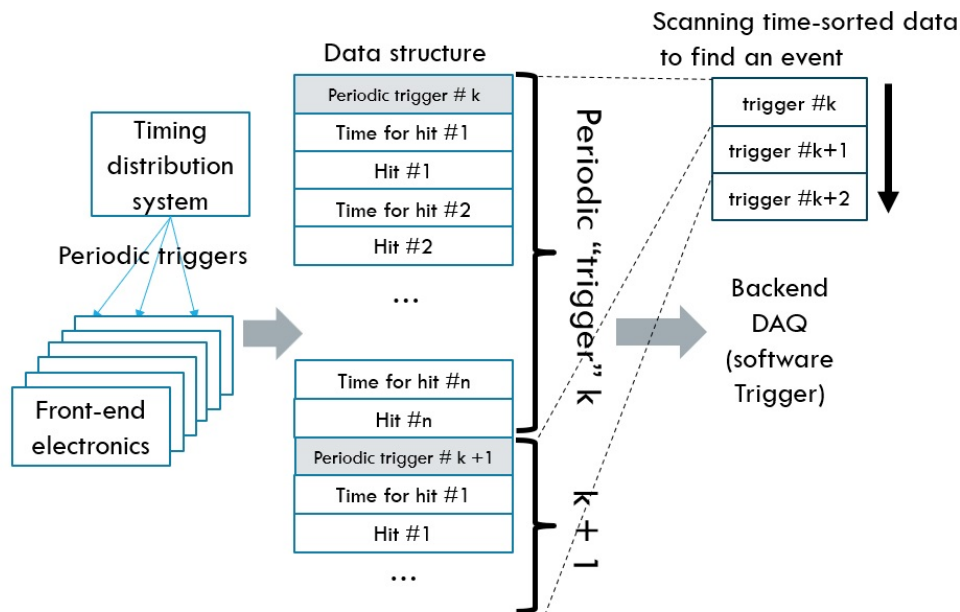 Scanning time-sorted data
to find an event
Data structure
Timing
distribution
system
Periodic triggers
Front-end
electronics
Periodic trigger # k
Time for hit #1
Hit #1
Time for hit #2
Hit #2
...
Time for hit #n
Hit #n
Periodic trigger # k +1
Time for hit #1
Hit #1
...
Periodic “trigger” k
k + 1
trigger #k
trigger #k+1
trigger #k+2
Backend
DAQ
(software
Trigger)